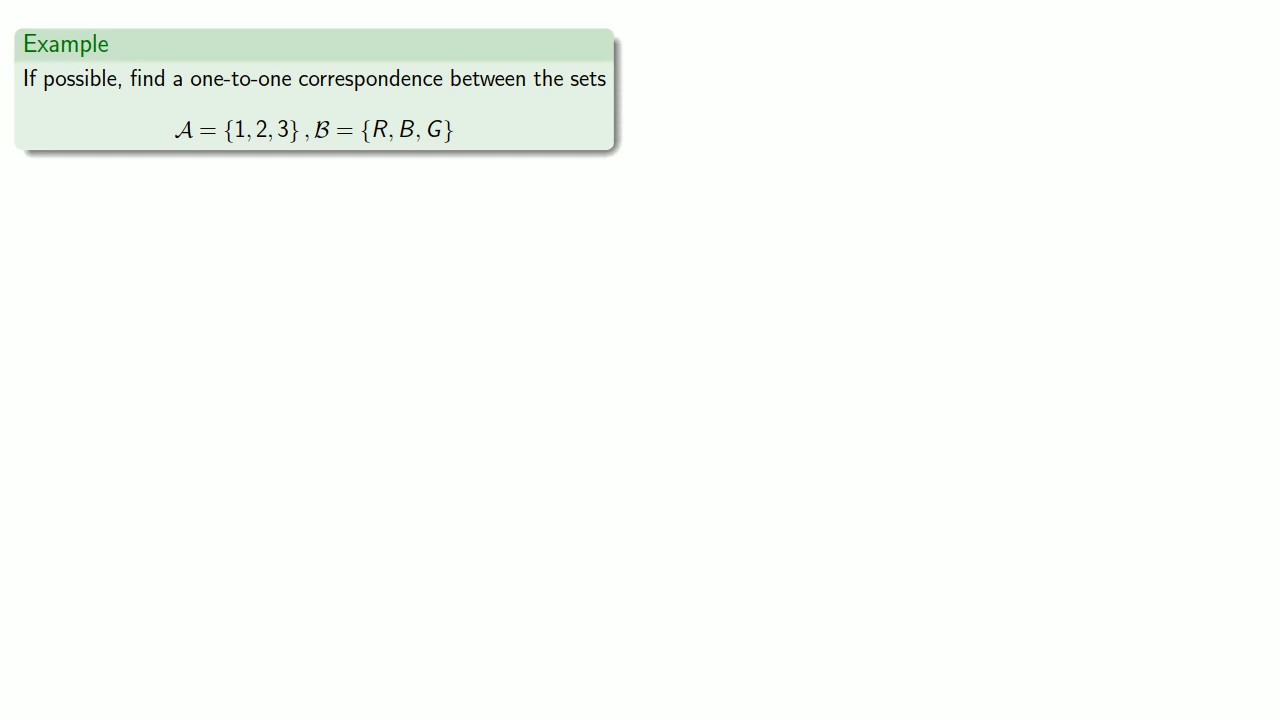 Example
If possible, find a one-to-one correspondence between the sets
𝒜 = {1, 2, 3} , ℬ = {R, B, G}